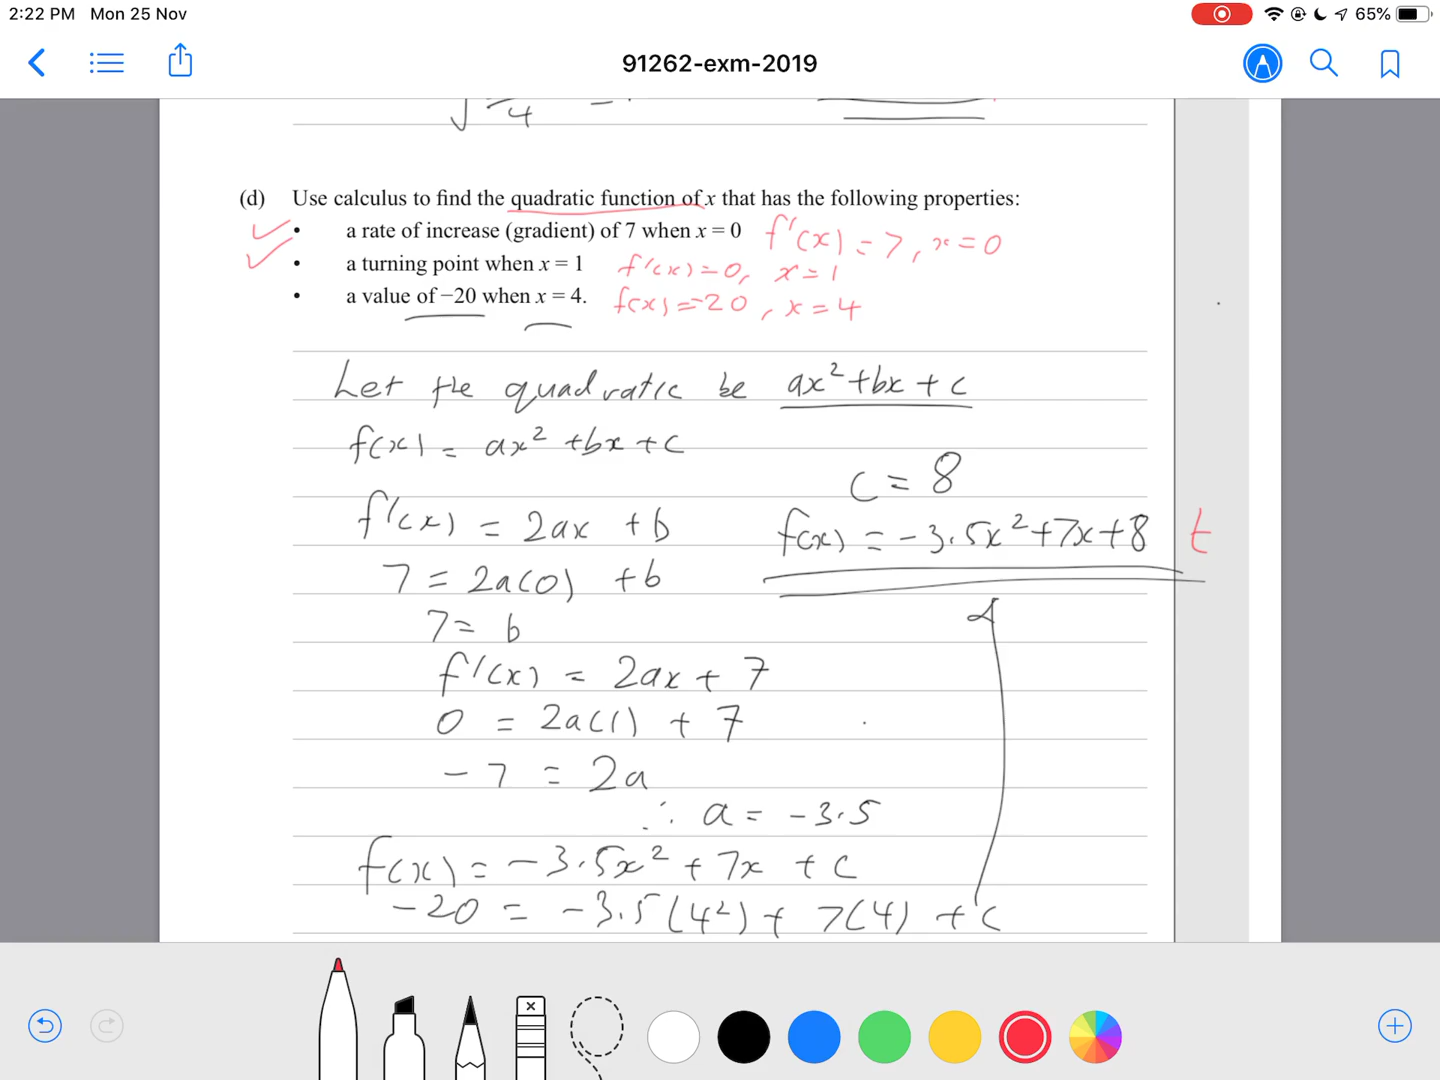 2:22 PM Mon 25 Nov
65%
91262-exm-2019
4
(d) Use calculus to find the quadratic function of x that has the following properties:
• a rate of increase (gradient) of 7 when x = 0 f'(x) = 7, x = 0
• a turning point when x = 1 f'(x) = 0, x = 1
• a value of −20 when x = 4. f(x) = -20, x = 4
Let the quadratic be ax² + bx + c
f(x) = ax² + bx + c
c = 8
f'(x) = 2ax + b
f(x) = -3.5x² + 7x + 8 t
7 = 2a(0) + b
7 = b
f'(x) = 2ax + 7
0 = 2a(1) + 7
-7 = 2a
∴ a = -3.5
f(x) = -3.5x² + 7x + c
-20 = -3.5(4²) + 7(4) + c